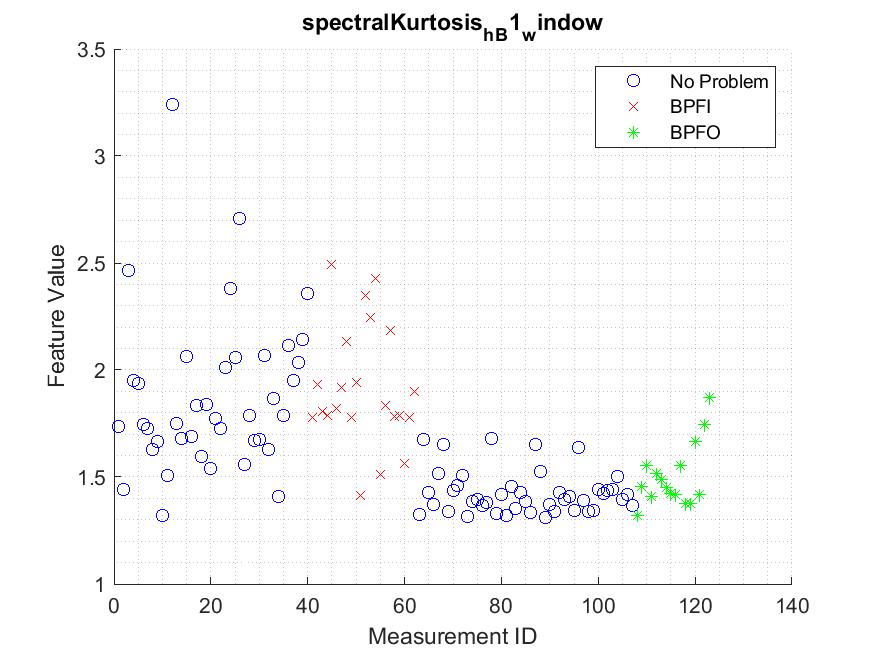 spectralKurtosis_hB1_window
3.5
3
2.5
2
1.5
1
Feature Value
0 20 40 60 80 100 120 140
Measurement ID
No Problem
BPFI
BPFO